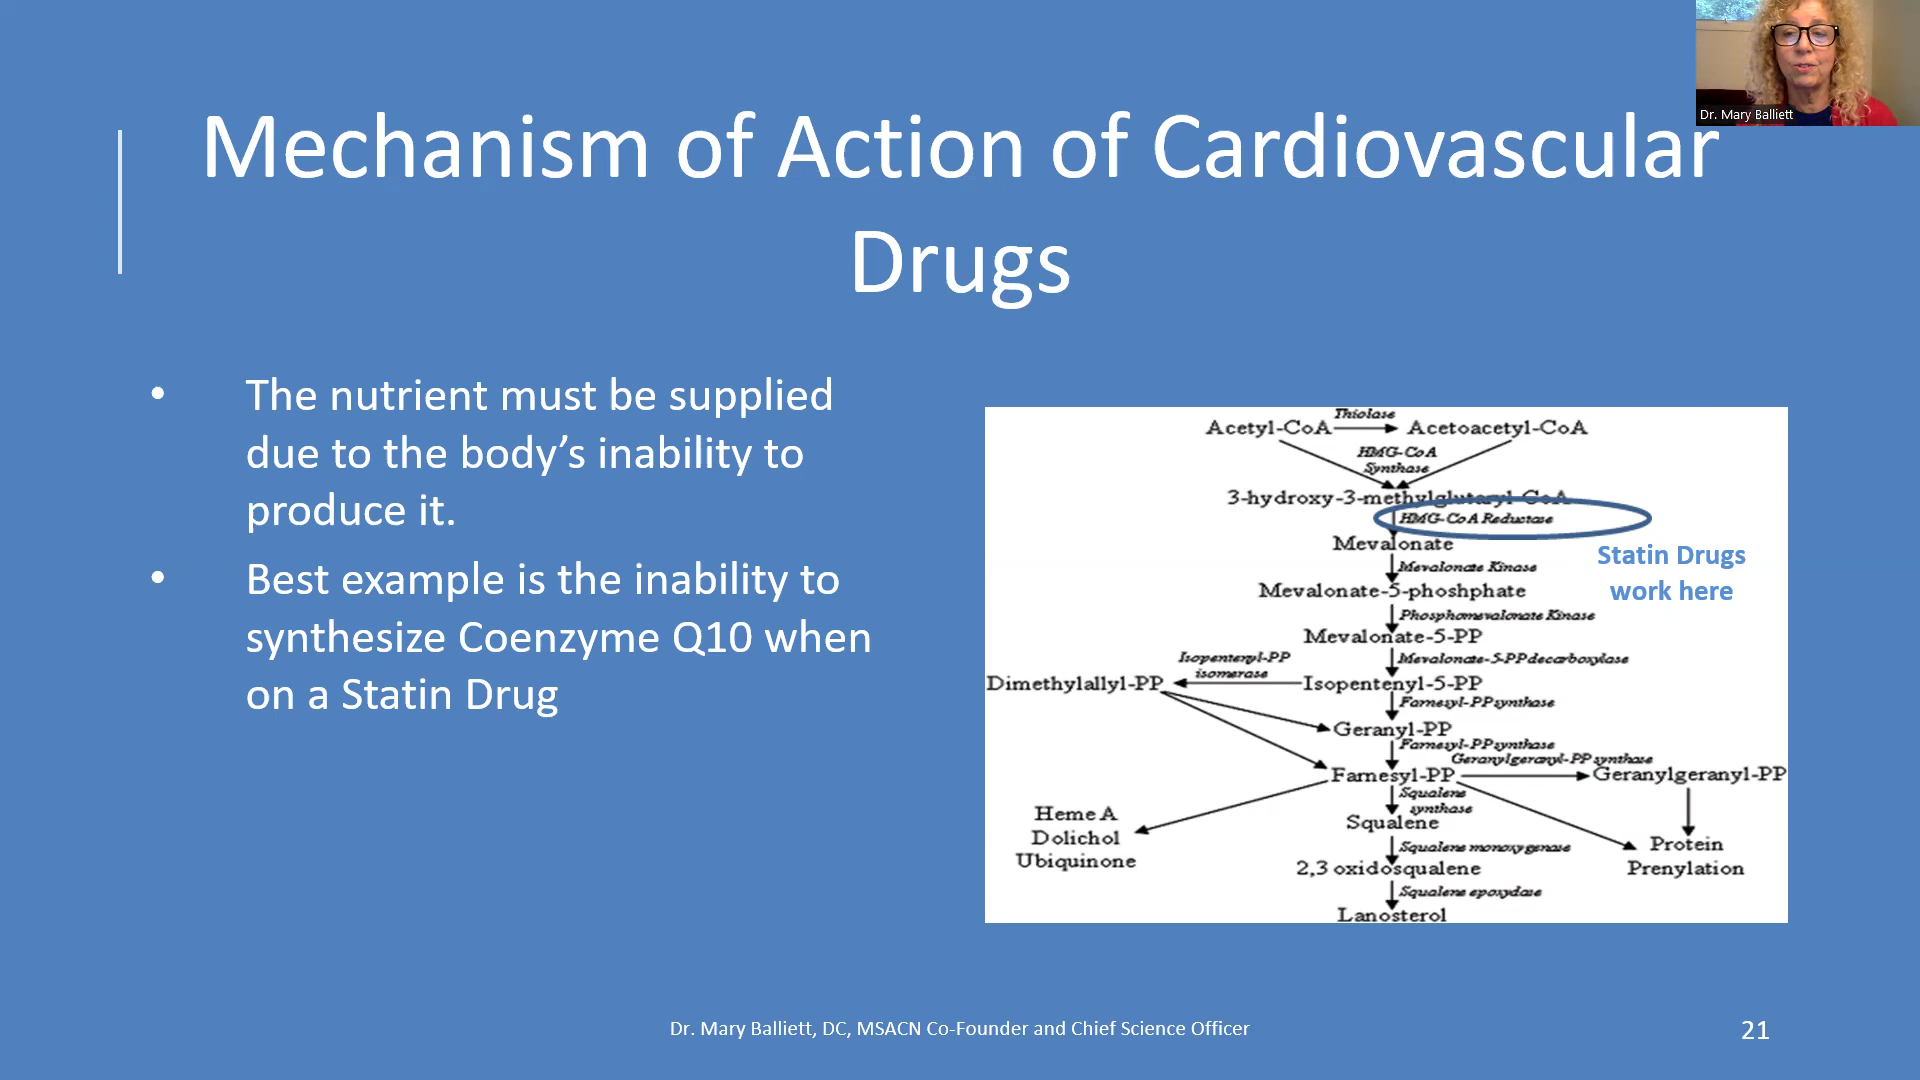 Dr. Mary Balliett
Mechanism of Action of Cardiovascular
Drugs
• The nutrient must be supplied
due to the body’s inability to
produce it.
• Best example is the inability to
synthesize Coenzyme Q10 when
on a Statin Drug
Thiolase
Acetyl-CoA Acetoacetyl-CoA
HMG-CoA
Synthase
3-hydroxy-3-methylglutaryl-CoA
HMG-CoA Reductase
Mevalonate
Statin Drugs
work here
Mevalonate Kinase
Mevalonate-5-phoshphate
Phosphomevalonate Kinase
Mevalonate-5-PP
Mevalonate-5-PP decarboxylase
Isopentenyl-PP
isomerase
Dimethylallyl-PP Isopentenyl-5-PP
Farnesyl-PP synthase
Geranyl-PP
Farnesyl-PP synthase
Geranylgeranyl-PP synthase
Farnesyl-PP Geranylgeranyl-PP
Squalene
synthase
Heme A
Dolichol
Ubiquinone
Squalene
Squalene monoxygenase
Protein
Prenylation
2,3 oxidosqualene
Squalene epoxydase
Lanosterol
Dr. Mary Balliett, DC, MSACN Co-Founder and Chief Science Officer
21